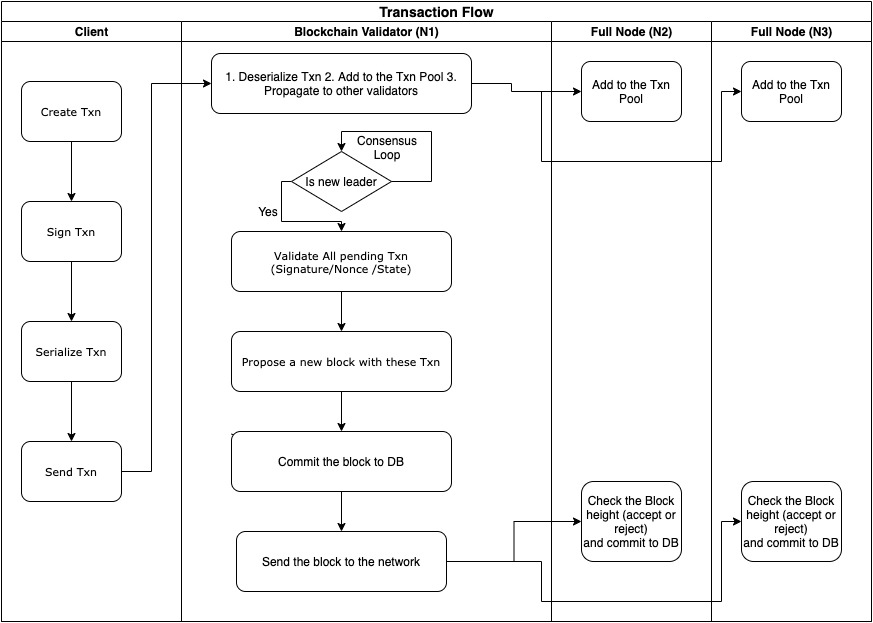 Transaction Flow
Client
Blockchain Validator (N1)
Full Node (N2)
Full Node (N3)
Create Txn
Sign Txn
Serialize Txn
Send Txn
1. Deserialize Txn 2. Add to the Txn Pool 3.
Propagate to other validators
Consensus
Loop
Is new leader
Yes
Validate All pending Txn
(Signature/Nonce /State)
Propose a new block with these Txn
Commit the block to DB
Send the block to the network
Add to the Txn
Pool
Check the Block
height (accept or
reject)
and commit to DB
Add to the Txn
Pool
Check the Block
height (accept or
reject)
and commit to DB